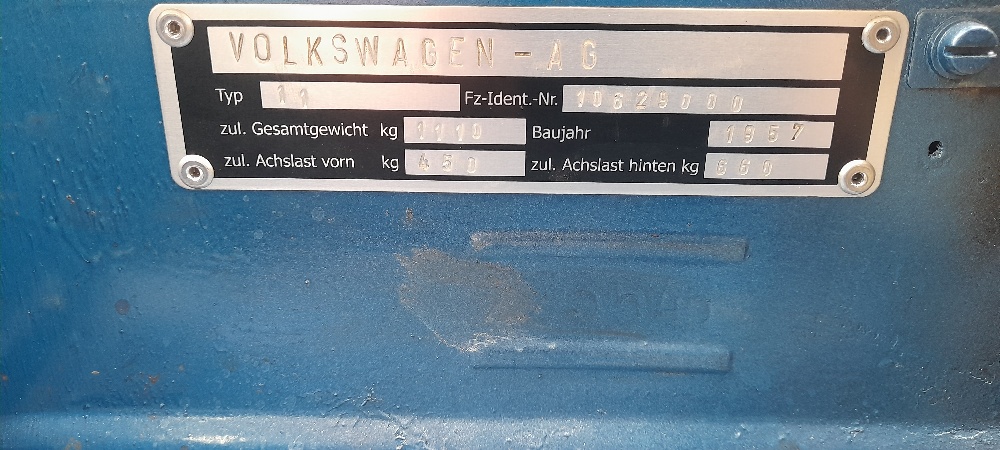 VOLKSWAGEN - AG
Typ 11 Fz-Ident.-Nr. 10629000
zul. Gesamtgewicht kg 1110 Baujahr 1957
zul. Achslast vorn kg 450 zul. Achslast hinten kg 660